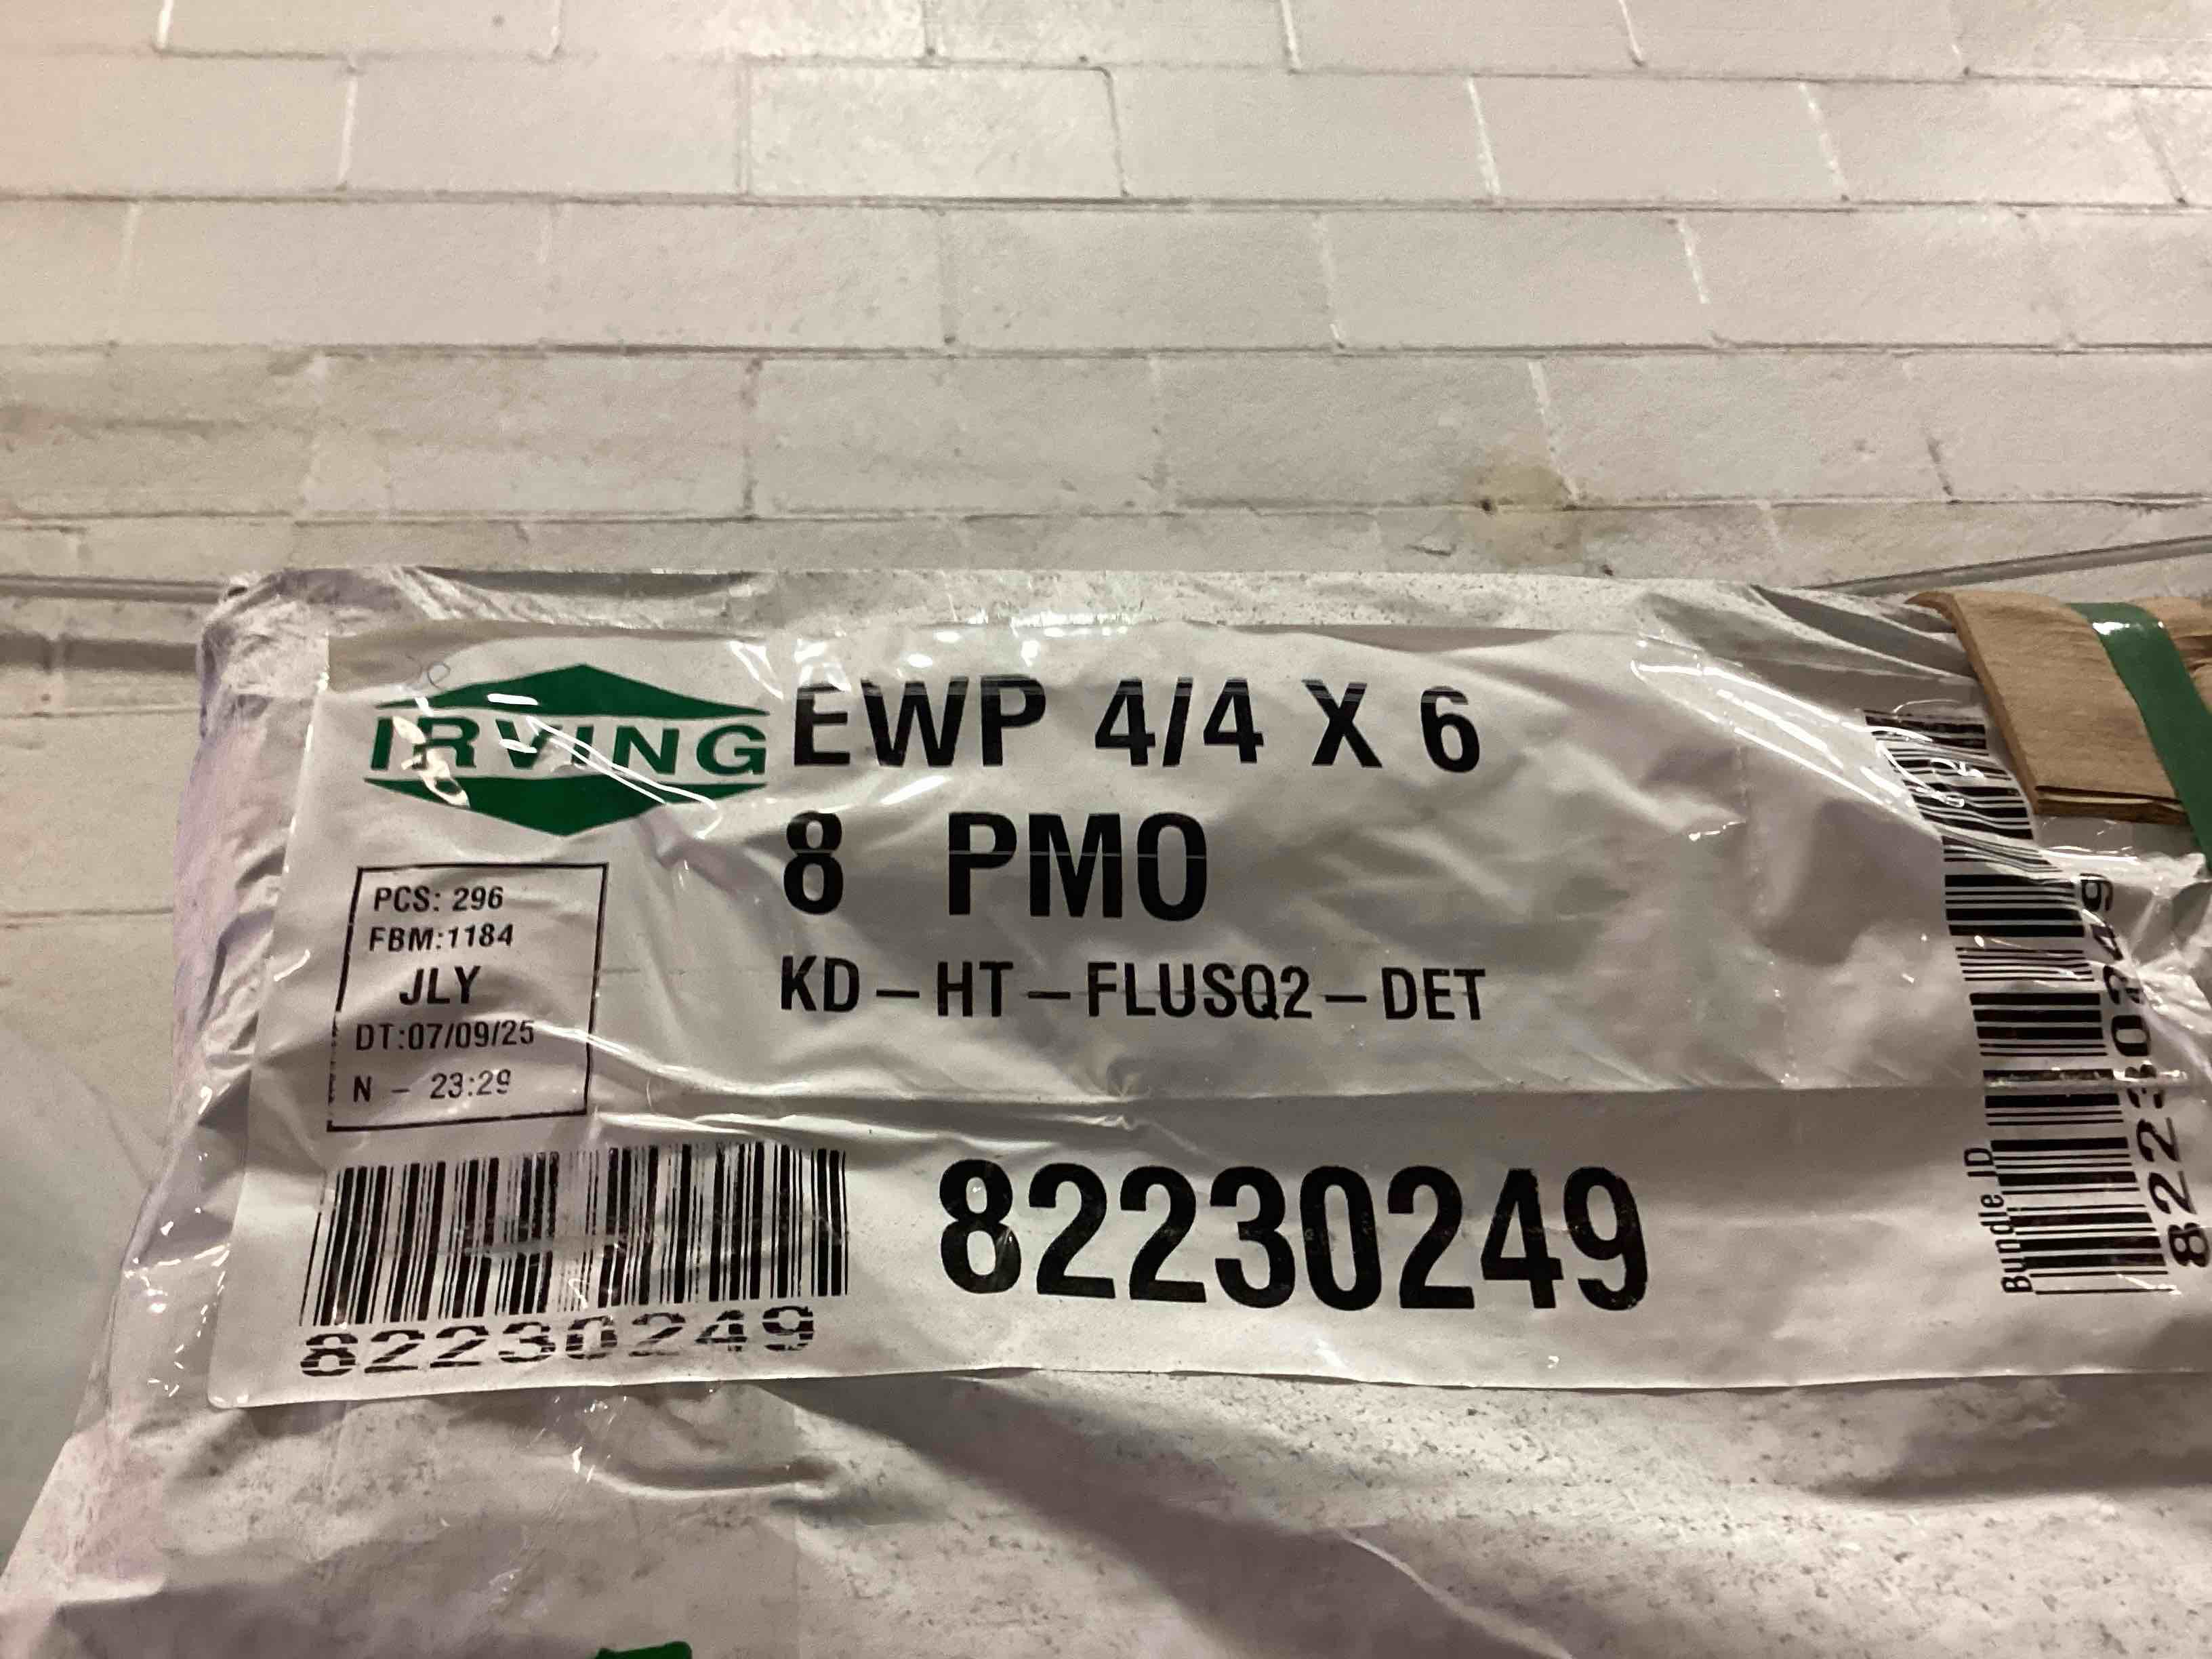 IRVING
EWP 4/4 X 6
8 PMO
KD-HT-FLUSQ2-DET
PCS: 296
FBM:1184
JLY
DT:07/09/25
N - 23:29
82230249
82230249
Bundle ID
82230249